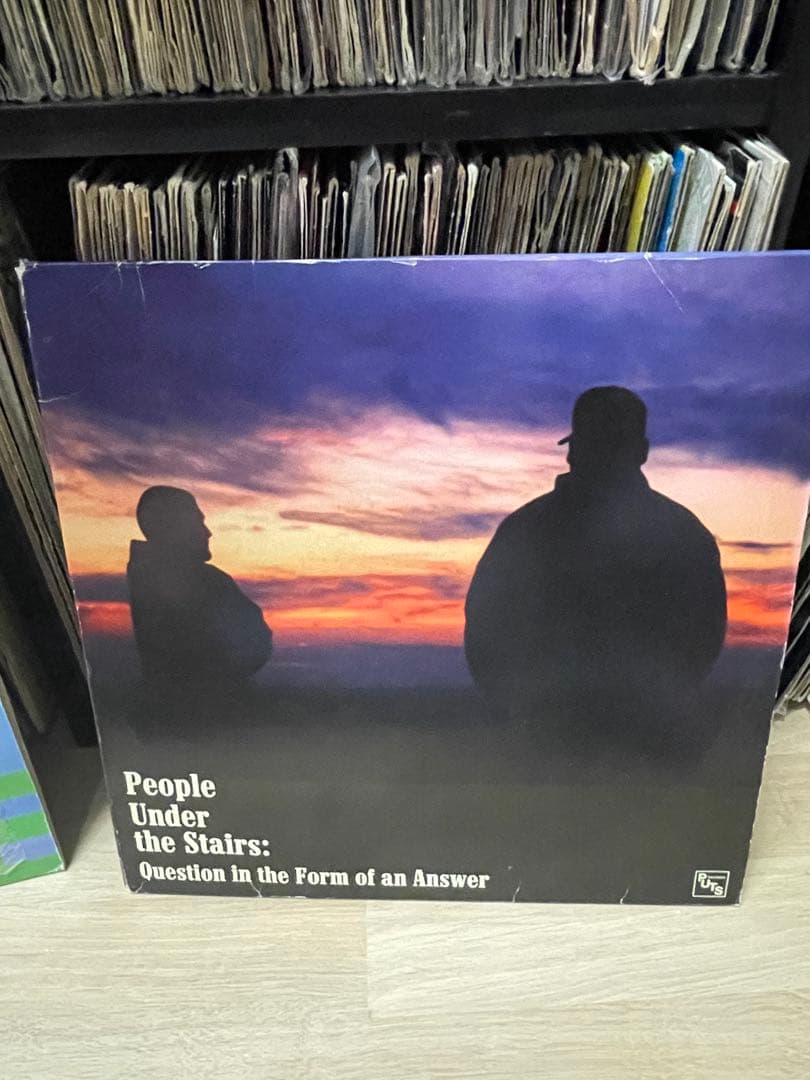 People
Under
the Stairs:
Question in the Form of an Answer
PUTS